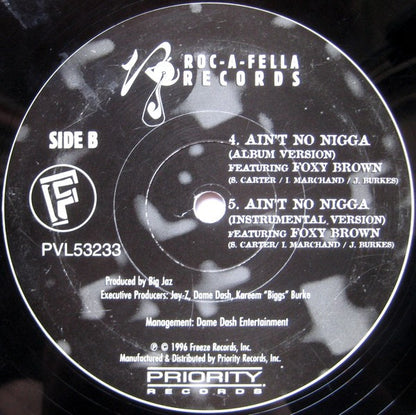 ROC-A-FELLA
RECORDS
SIDE B
4. AIN'T NO NIGGA
(ALBUM VERSION)
FEATURING FOXY BROWN
(S. CARTER / I. MARCHAND / J. BURKES)
5. AIN'T NO NIGGA
(INSTRUMENTAL VERSION)
FEATURING FOXY BROWN
(S. CARTER / I. MARCHAND / J. BURKES)
PVL53233
Produced by Big Jaz
Executive Producers: Jay-Z, Dame Dash, Kareem "Biggs" Burke
Management: Dame Dash Entertainment
℗ © 1996 Freeze Records, Inc.
Manufactured & Distributed by Priority Records, Inc.
PRIORITY
RECORDS